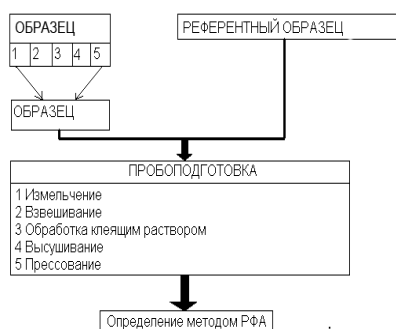 ОБРАЗЕЦ
1 2 3 4 5
РЕФЕРЕНТНЫЙ ОБРАЗЕЦ
ОБРАЗЕЦ
ПРОБОПОДГОТОВКА
1 Измельчение
2 Взвешивание
3 Обработка клеящим раствором
4 Высушивание
5 Прессование
Определение методом РФА
.